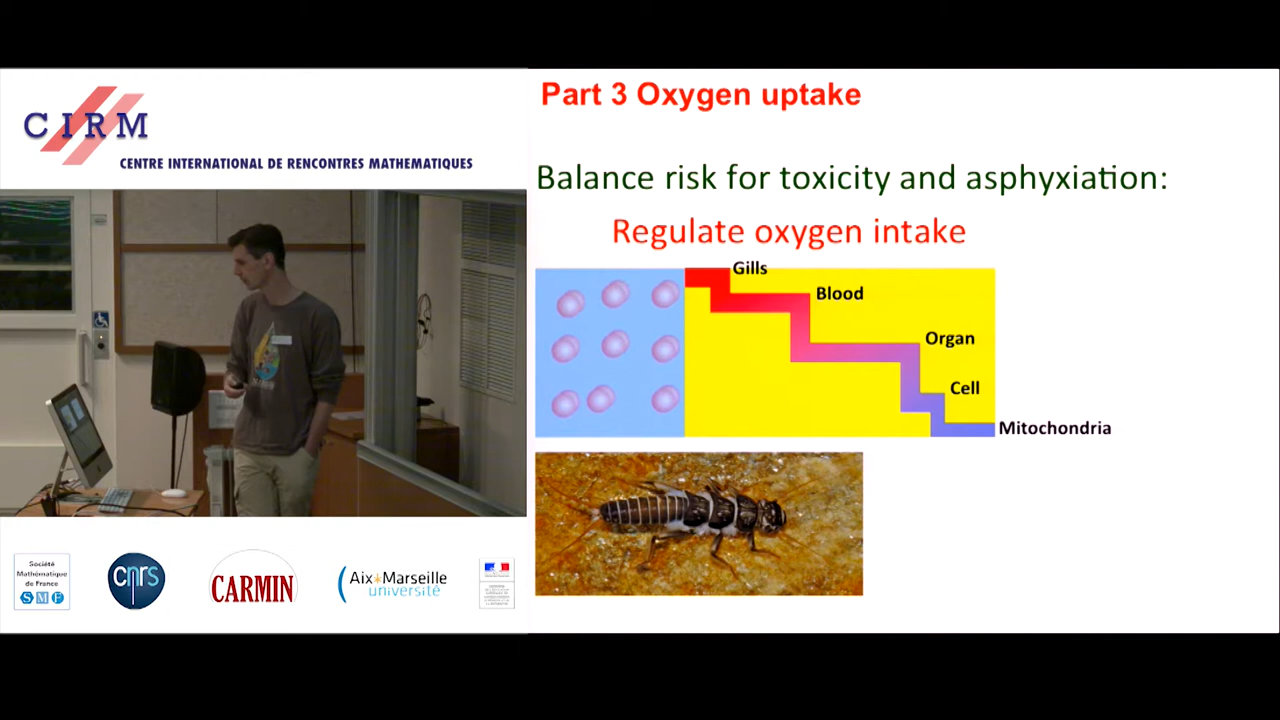 CIRM
CENTRE INTERNATIONAL DE RENCONTRES MATHEMATIQUES
Part 3 Oxygen uptake
Balance risk for toxicity and asphyxiation:
Regulate oxygen intake
Gills
Blood
Organ
Cell
Mitochondria
Société
Mathématique
de France
SMF
cnrs
CARMIN
Aix*Marseille
université